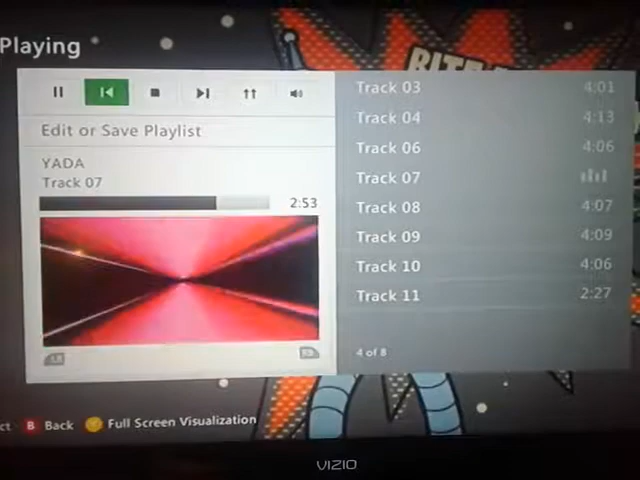 Playing
BITE
Edit or Save Playlist
YADA
Track 07
2:53
Track 03 4:01
Track 04 4:13
Track 06 4:06
Track 07
Track 08 4:07
Track 09 4:09
Track 10 4:06
Track 11 2:27
4 of 8
ct B Back Y Full Screen Visualization
VIZIO